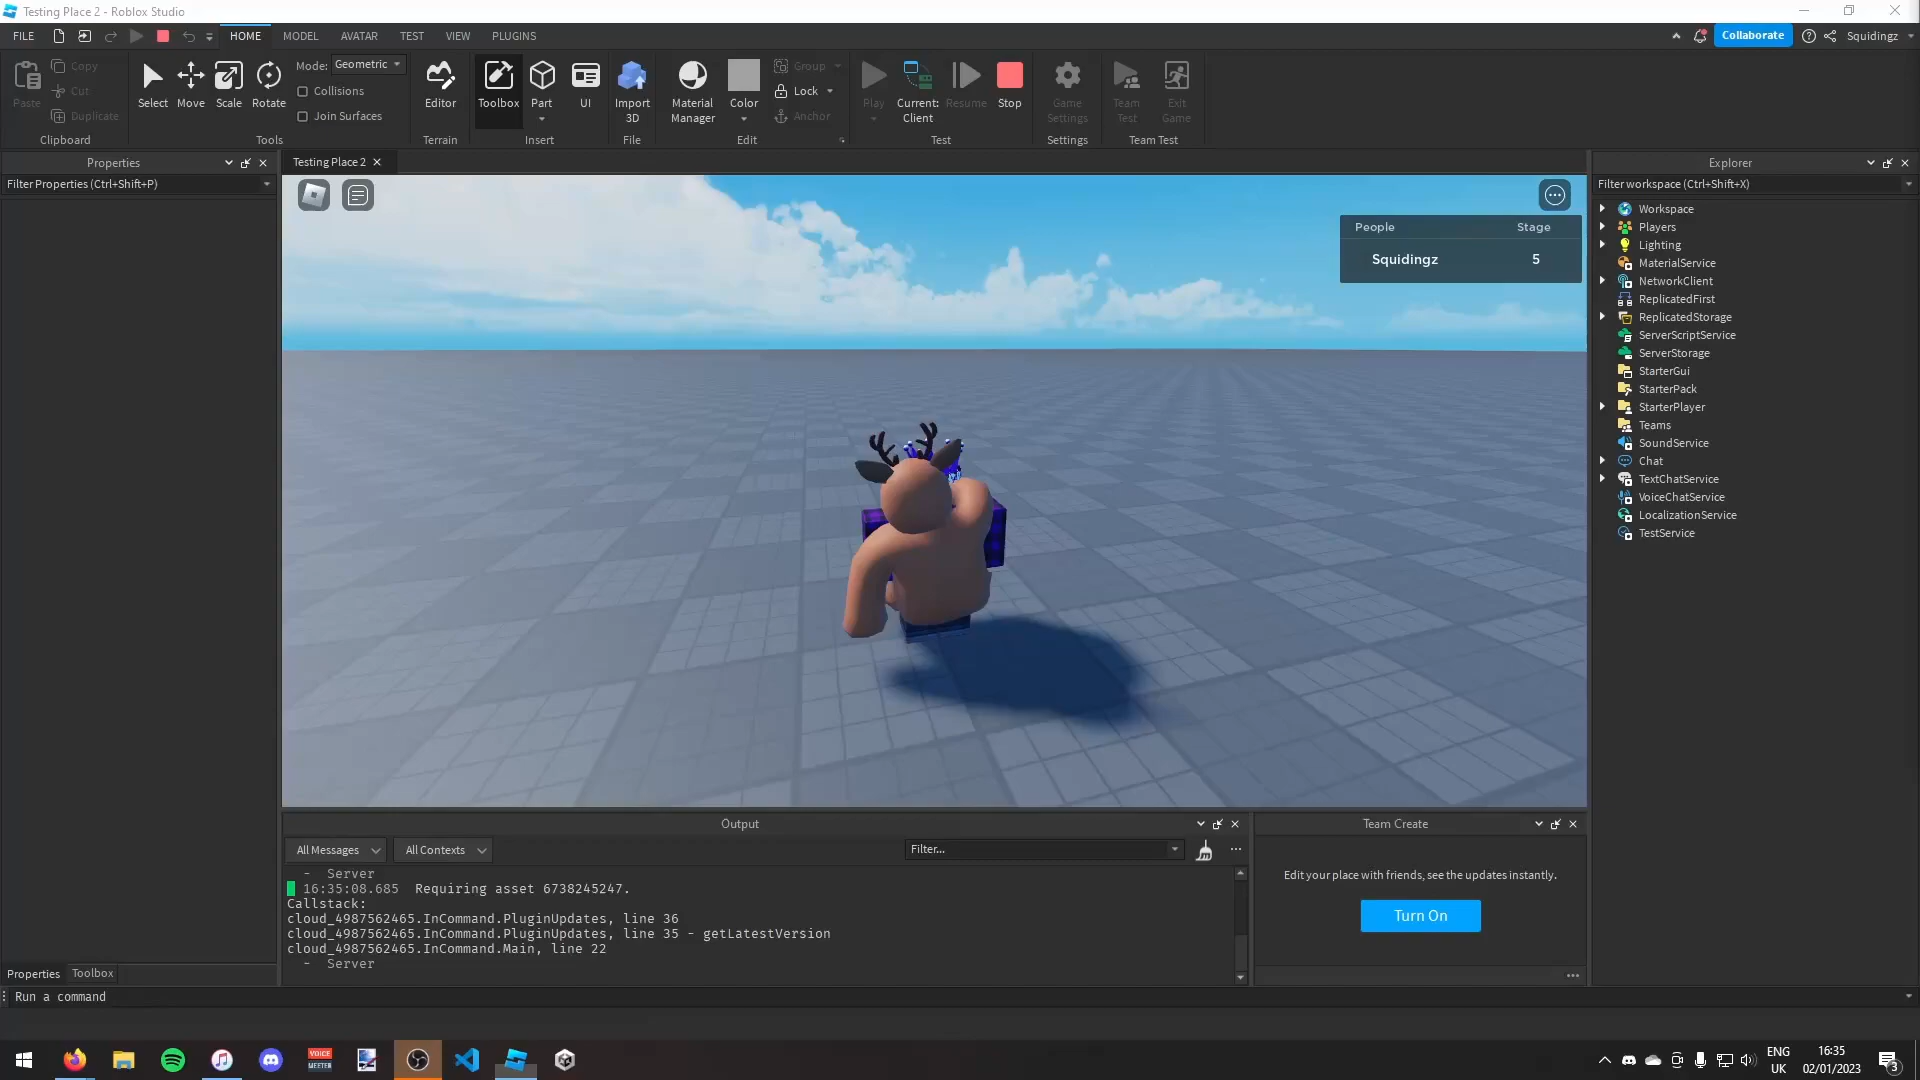 Testing Place 2 - Roblox Studio
FILE HOME MODEL AVATAR TEST VIEW PLUGINS Collaborate Squidingz
Paste Copy Cut Duplicate Clipboard
Select Move Scale Rotate Mode: Geometric Collisions Join Surfaces Tools
Editor Terrain
Toolbox Part UI Insert
Import 3D File
Material Manager Color Group Lock Anchor Edit
Play Current: Client Resume Stop Test
Game Settings Settings
Team Test Exit Game Team Test
Properties
Filter Properties (Ctrl+Shift+P)
Testing Place 2
People Stage
Squidingz 5
Explorer
Filter workspace (Ctrl+Shift+X)
Workspace
Players
Lighting
MaterialService
NetworkClient
ReplicatedFirst
ReplicatedStorage
ServerScriptService
ServerStorage
StarterGui
StarterPack
StarterPlayer
Teams
SoundService
Chat
TextChatService
VoiceChatService
LocalizationService
TestService
Output
All Messages All Contexts Filter...
- Server
16:35:08.685 Requiring asset 6738245247.
Callstack:
cloud_4987562465.InCommand.PluginUpdates, line 36
cloud_4987562465.InCommand.PluginUpdates, line 35 - getLatestVersion
cloud_4987562465.InCommand.Main, line 22
- Server
Team Create
Edit your place with friends, see the updates instantly.
Turn On
Properties Toolbox
Run a command
VOICE MEETER
ENG UK
16:35
02/01/2023
3